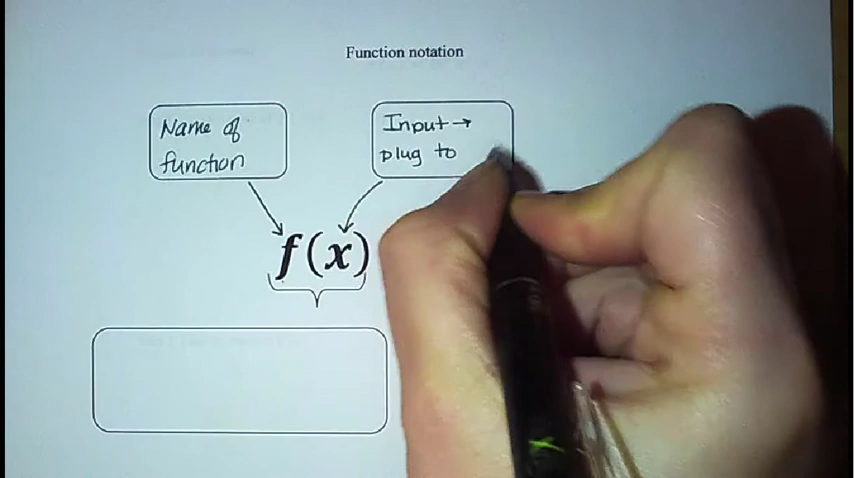 Function notation
Name of
function
Input→
plug to
f(x)